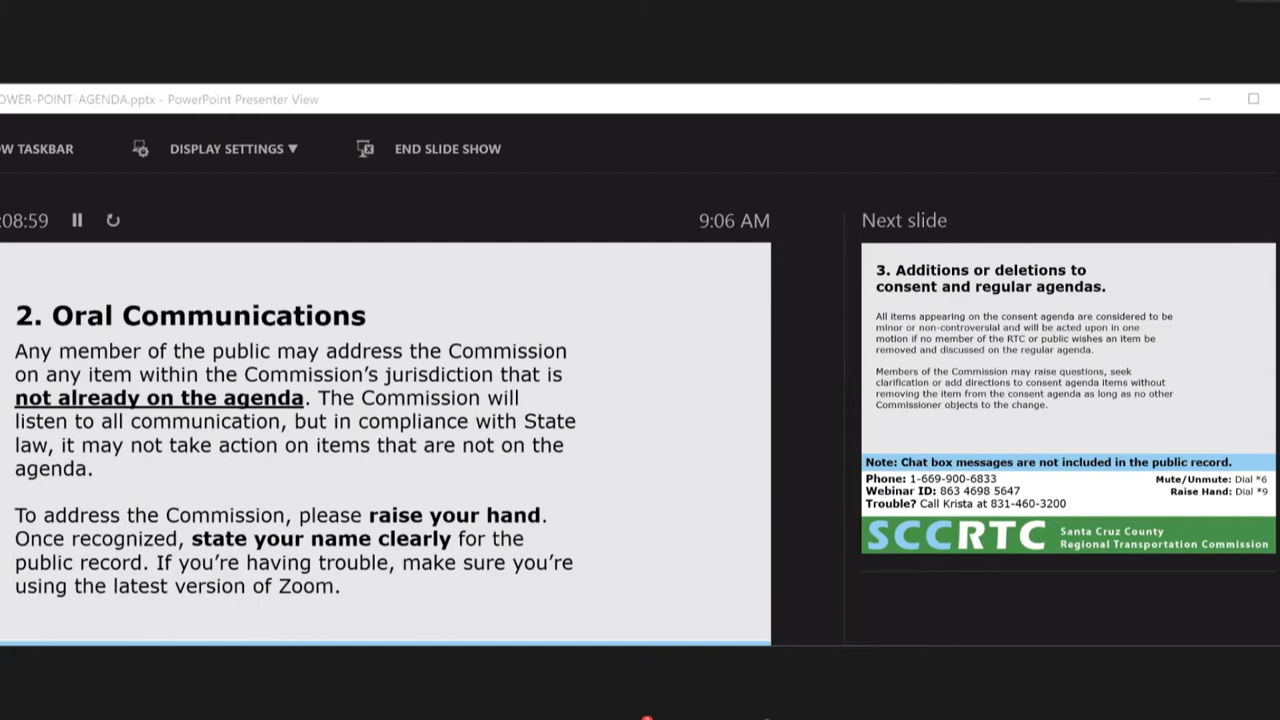 OWER-POINT-AGENDA.pptx - PowerPoint Presenter View
W TASKBAR
DISPLAY SETTINGS ▼
END SLIDE SHOW
:08:59
9:06 AM
2. Oral Communications
Any member of the public may address the Commission
on any item within the Commission's jurisdiction that is
not already on the agenda. The Commission will
listen to all communication, but in compliance with State
law, it may not take action on items that are not on the
agenda.
To address the Commission, please raise your hand.
Once recognized, state your name clearly for the
public record. If you're having trouble, make sure you're
using the latest version of Zoom.
Next slide
3. Additions or deletions to
consent and regular agendas.
All items appearing on the consent agenda are considered to be
minor or non-controversial and will be acted upon in one
motion if no member of the RTC or public wishes an item be
removed and discussed on the regular agenda.
Members of the Commission may raise questions, seek
clarification or add directions to consent agenda items without
removing the item from the consent agenda as long as no other
Commissioner objects to the change.
Note: Chat box messages are not included in the public record.
Phone: 1-669-900-6833
Mute/Unmute: Dial *6
Webinar ID: 863 4698 5647
Raise Hand: Dial *9
Trouble? Call Krista at 831-460-3200
SCCRTC
Santa Cruz County
Regional Transportation Commission